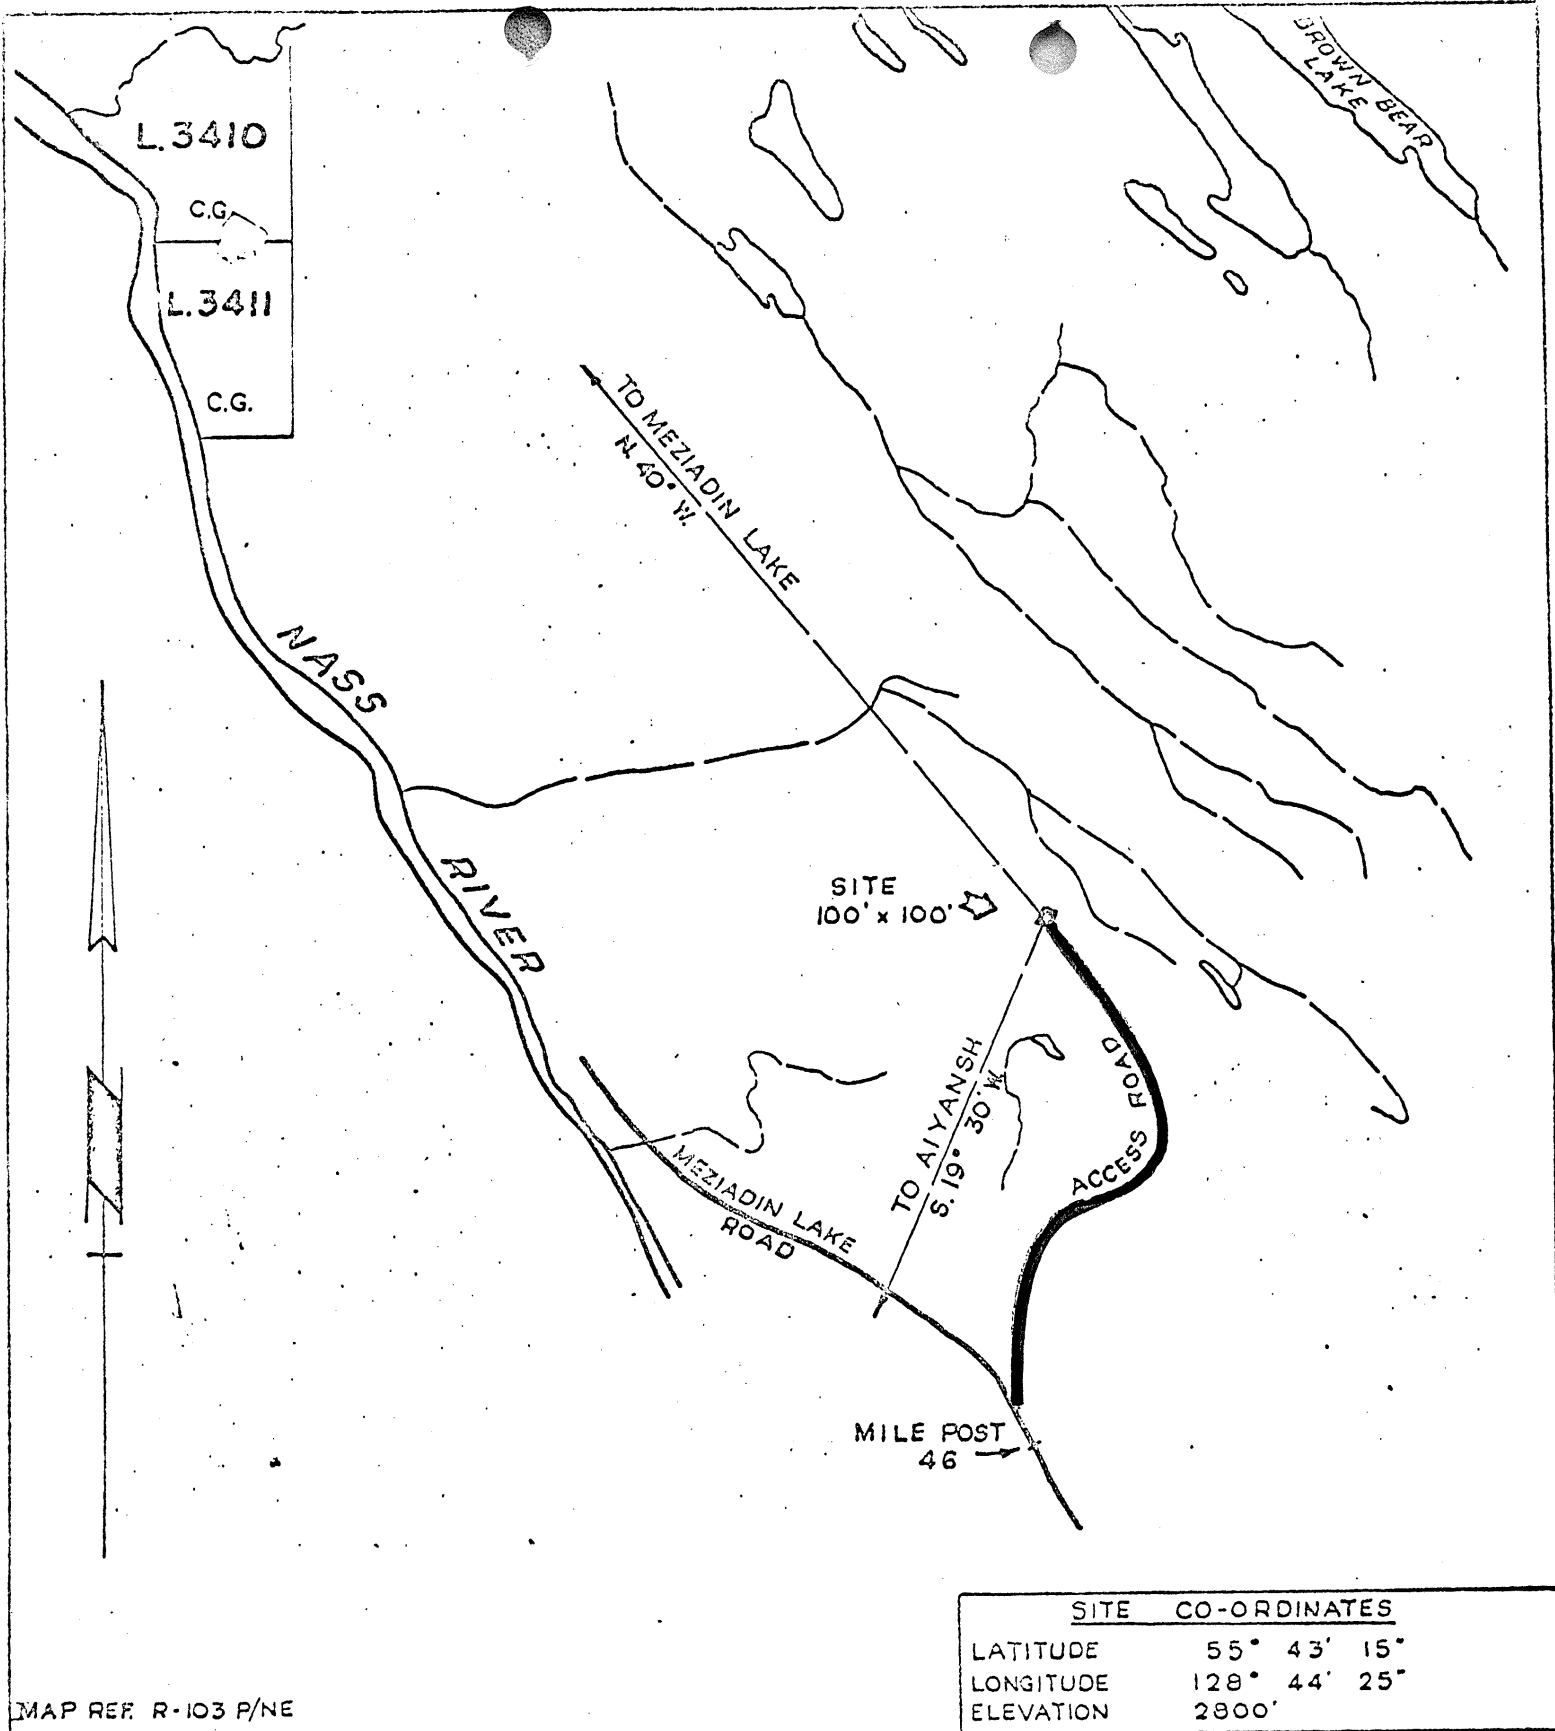 BROWN BEAR
LAKE
L.3410
C.G.
L.3411
C.G.
TO MEZIADIN LAKE
N. 40° W.
NASS
RIVER
SITE
100' x 100'
N
TO AIYANSH
S. 19° 30' W.
ACCESS ROAD
MEZIADIN LAKE
ROAD
MILE POST
46
SITE CO-ORDINATES
LATITUDE 55° 43' 15"
LONGITUDE 128° 44' 25"
ELEVATION 2800'
MAP REF. R-103 P/NE